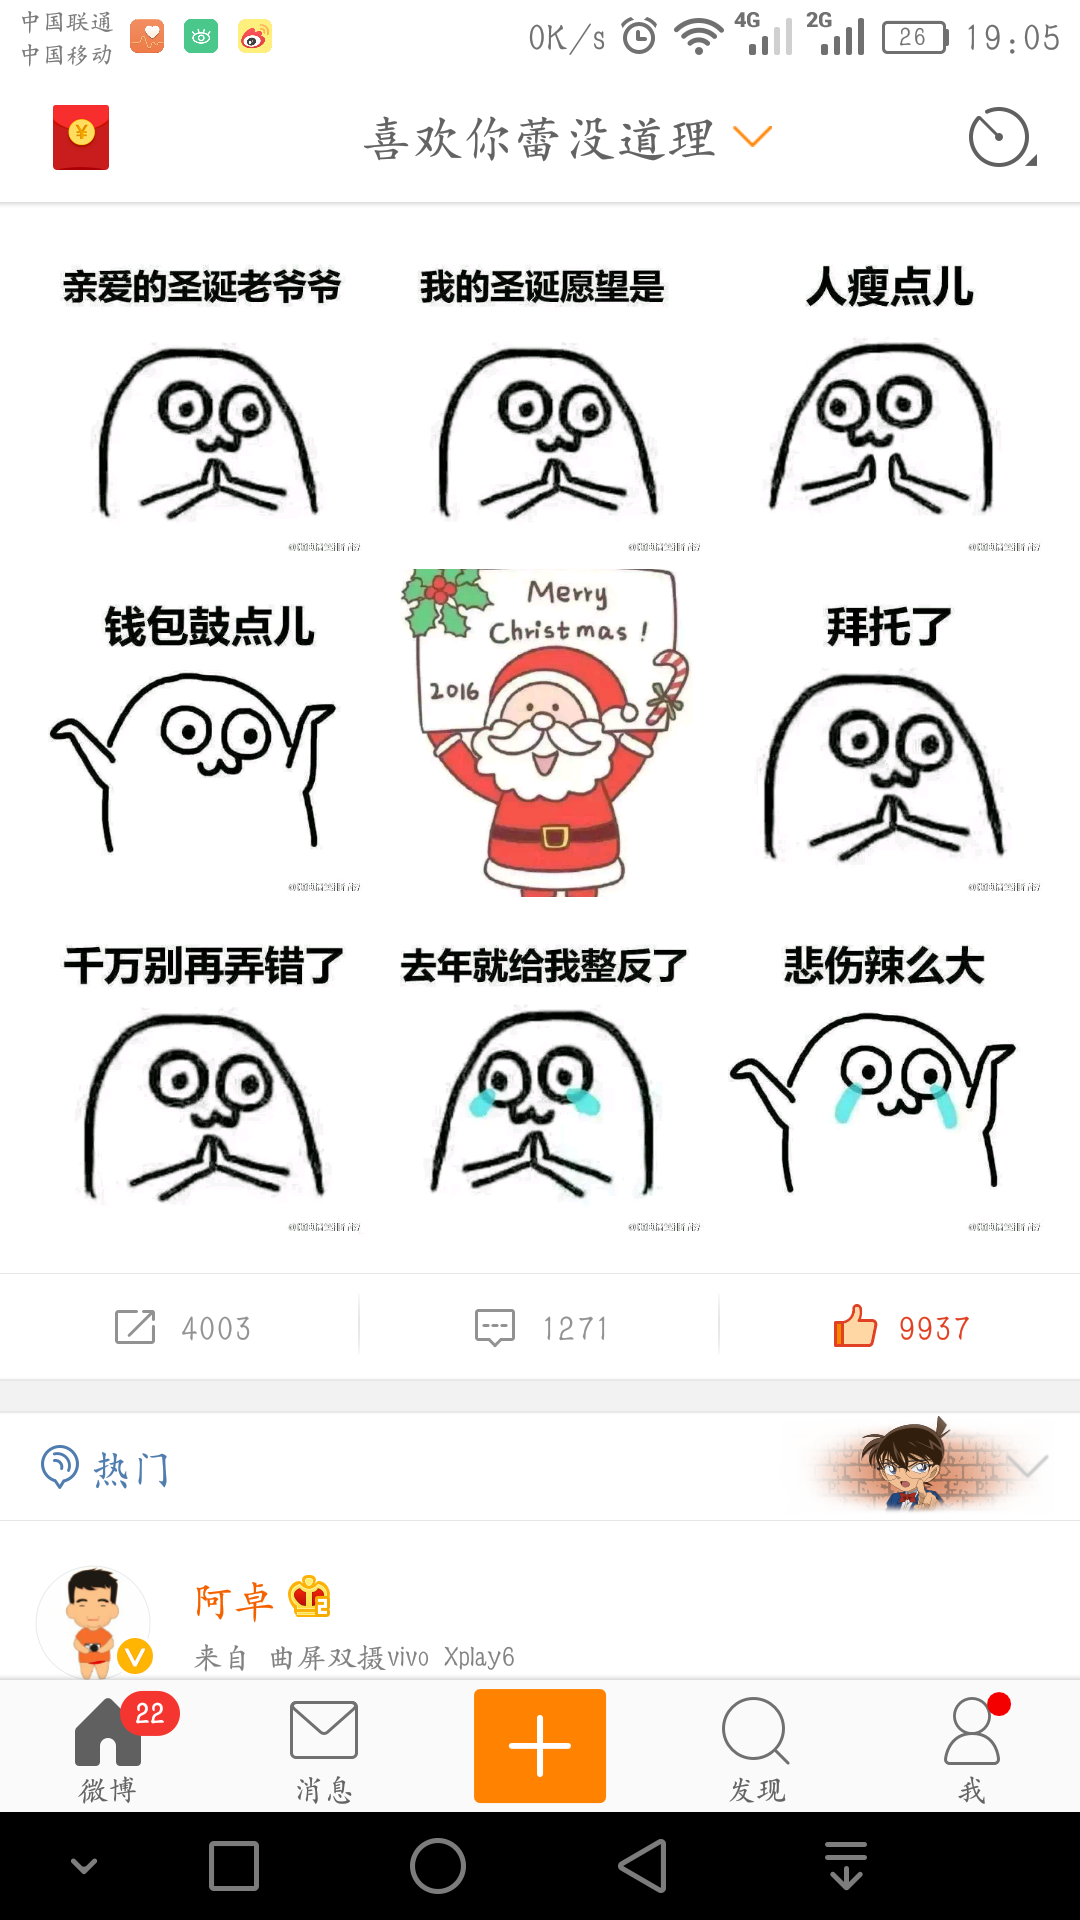 中国联通
中国移动
0K/s
4G
2G
26
19:05
喜欢你蕾没道理
亲爱的圣诞老爷爷
我的圣诞愿望是
人瘦点儿
钱包鼓点儿
Merry
Christmas !
2016
拜托了
千万别再弄错了
去年就给我整反了
悲伤辣么大
4003
1271
9937
热门
阿卓
来自 曲屏双摄vivo Xplay6
22
微博
消息
发现
我